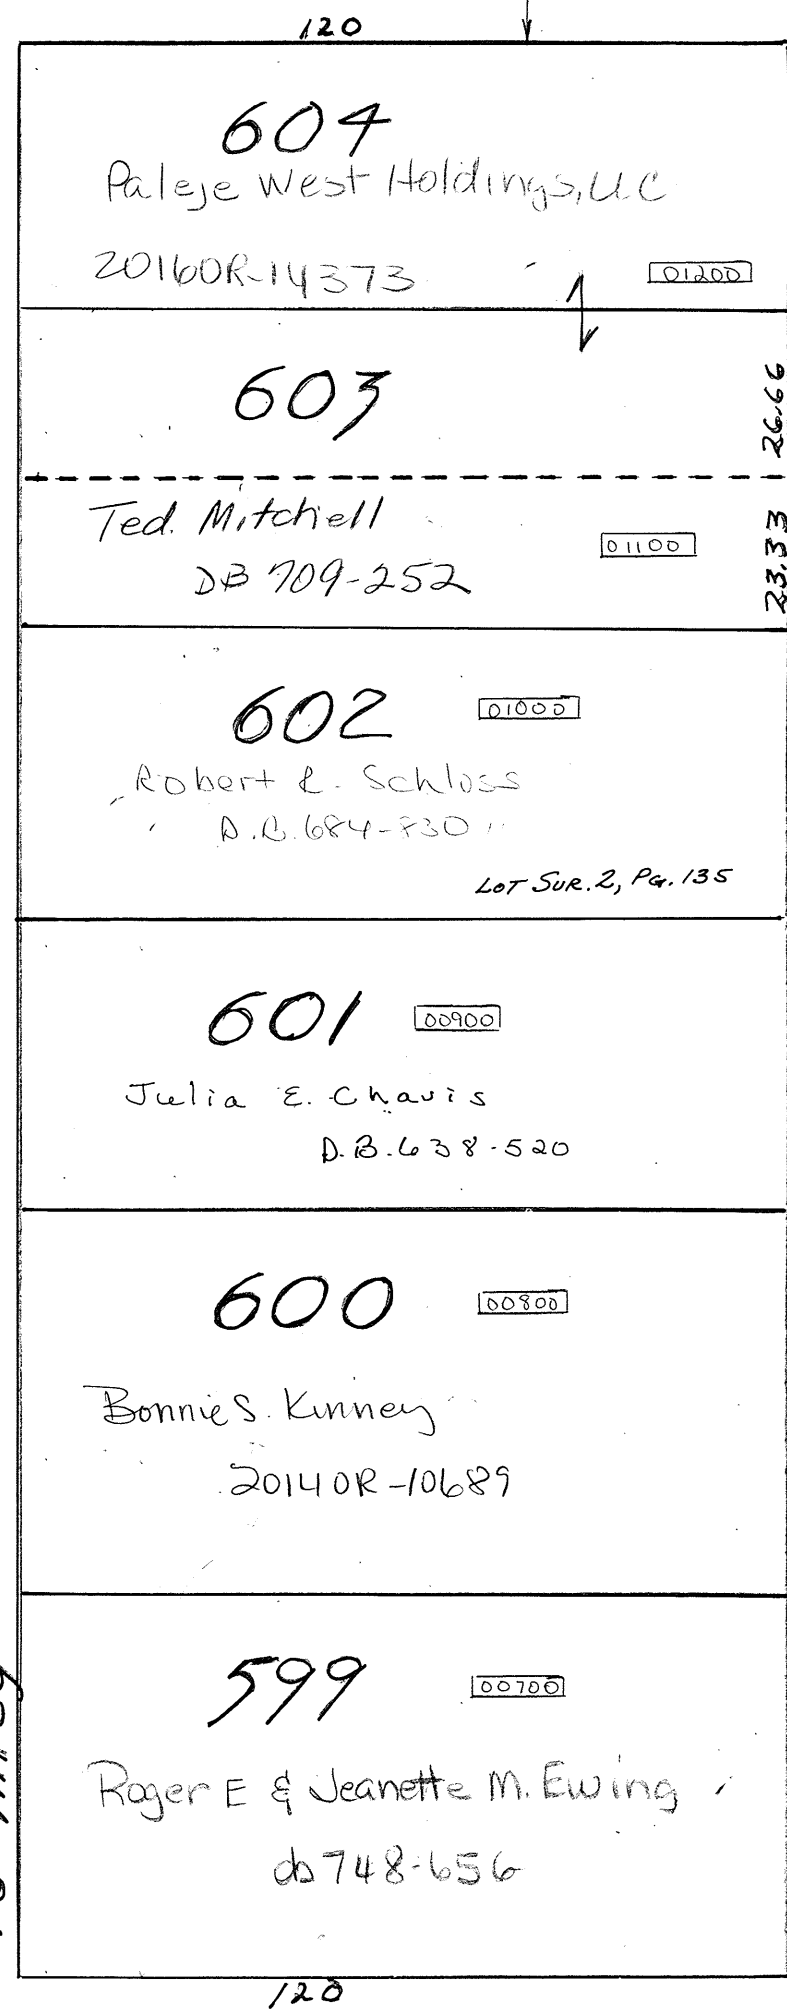 120
604
Paleje West Holdings, LLC
2016OR-14373
01200
603
26.66
Ted. Mitchell
01100
DB 709-252
23.33
602
01000
Robert R. Schloss
D.B. 684-830
LOT SUR. 2, PG. 135
601
00900
Julia E. Chavis
D.B. 638-520
600
00800
Bonnie S. Kinney
2014OR-10689
599
00700
Roger E & Jeanette M. Ewing
db 748-656
120